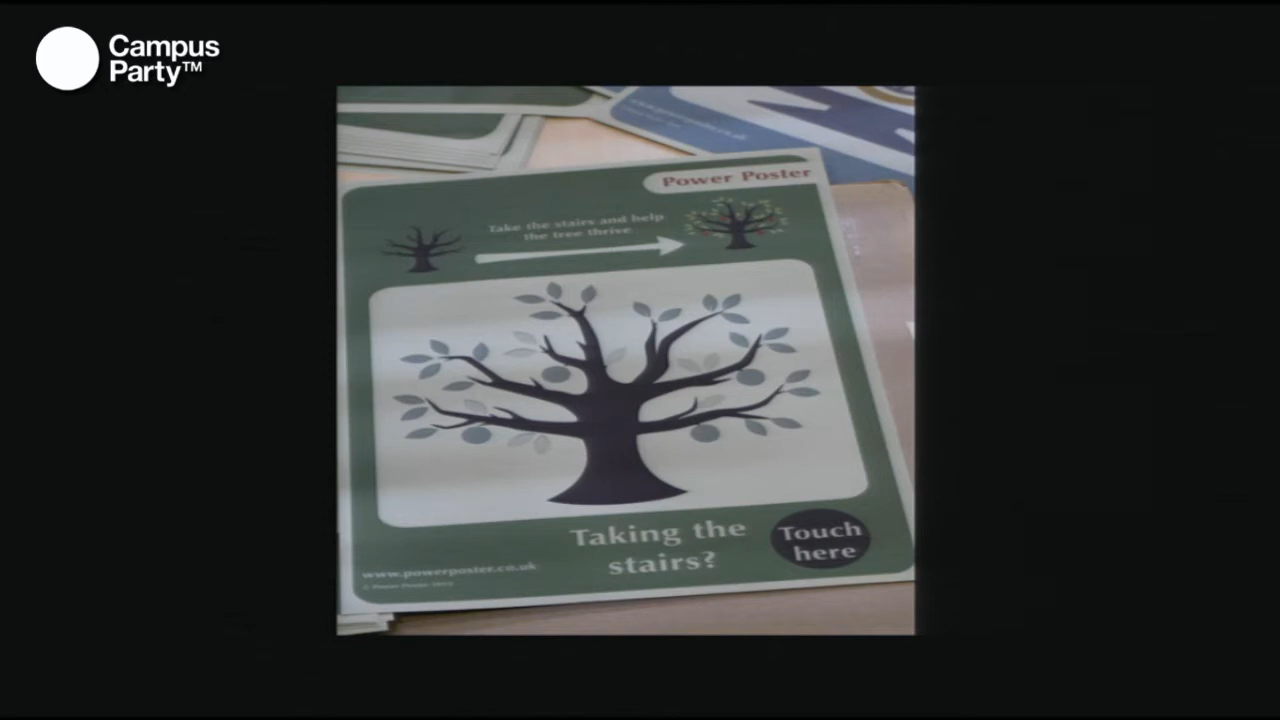 Campus
Party™
Power Poster
Take the stairs and help
the tree thrive
Taking the
stairs?
Touch
here
www.powerposter.co.uk